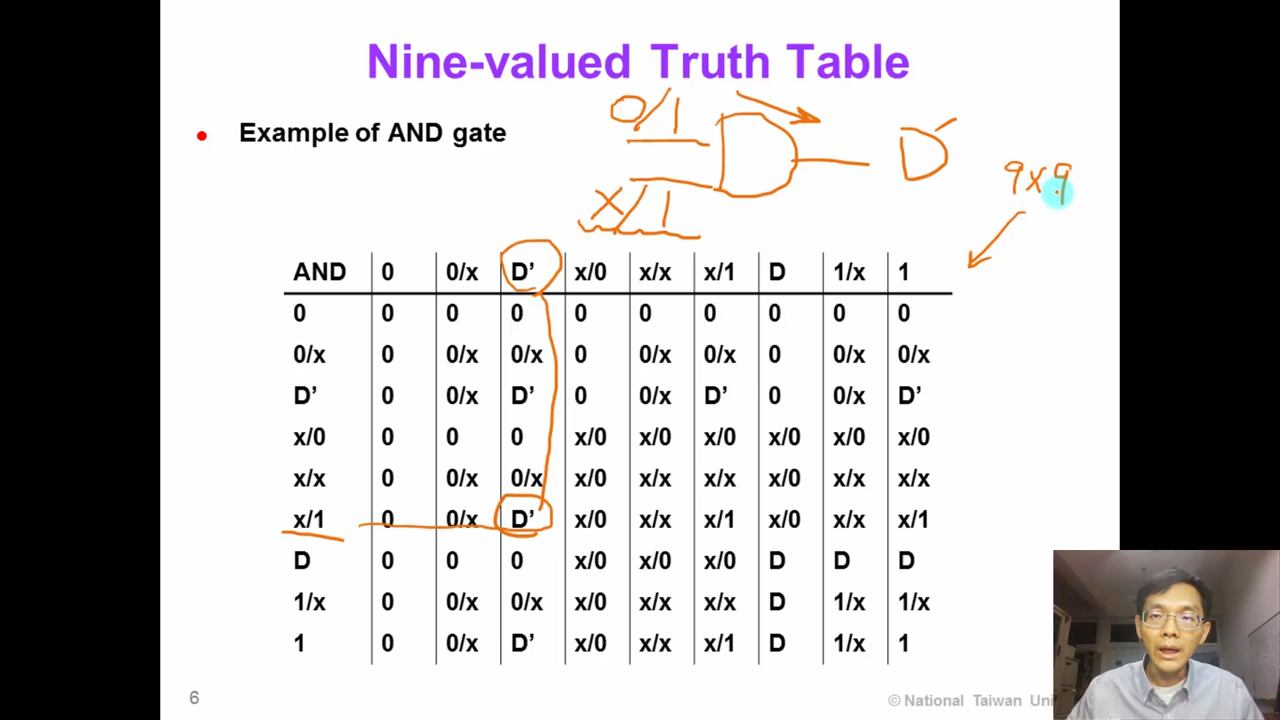 Nine-valued Truth Table
0/1
• Example of AND gate
D'
9x9
x/1
AND 0 0/x D’ x/0 x/x x/1 D 1/x 1
0 0 0 0 0 0 0 0 0 0
0/x 0 0/x 0/x 0 0/x 0/x 0 0/x 0/x
D’ 0 0/x D’ 0 0/x D’ 0 0/x D’
x/0 0 0 0 x/0 x/0 x/0 x/0 x/0 x/0
x/x 0 0/x 0/x x/0 x/x x/x x/0 x/x x/x
x/1 0 0/x D’ x/0 x/x x/1 x/0 x/x x/1
D 0 0 0 x/0 x/0 x/0 D D D
1/x 0 0/x 0/x x/0 x/x x/x D 1/x 1/x
1 0 0/x D’ x/0 x/x x/1 D 1/x 1
6
© National Taiwan Uni